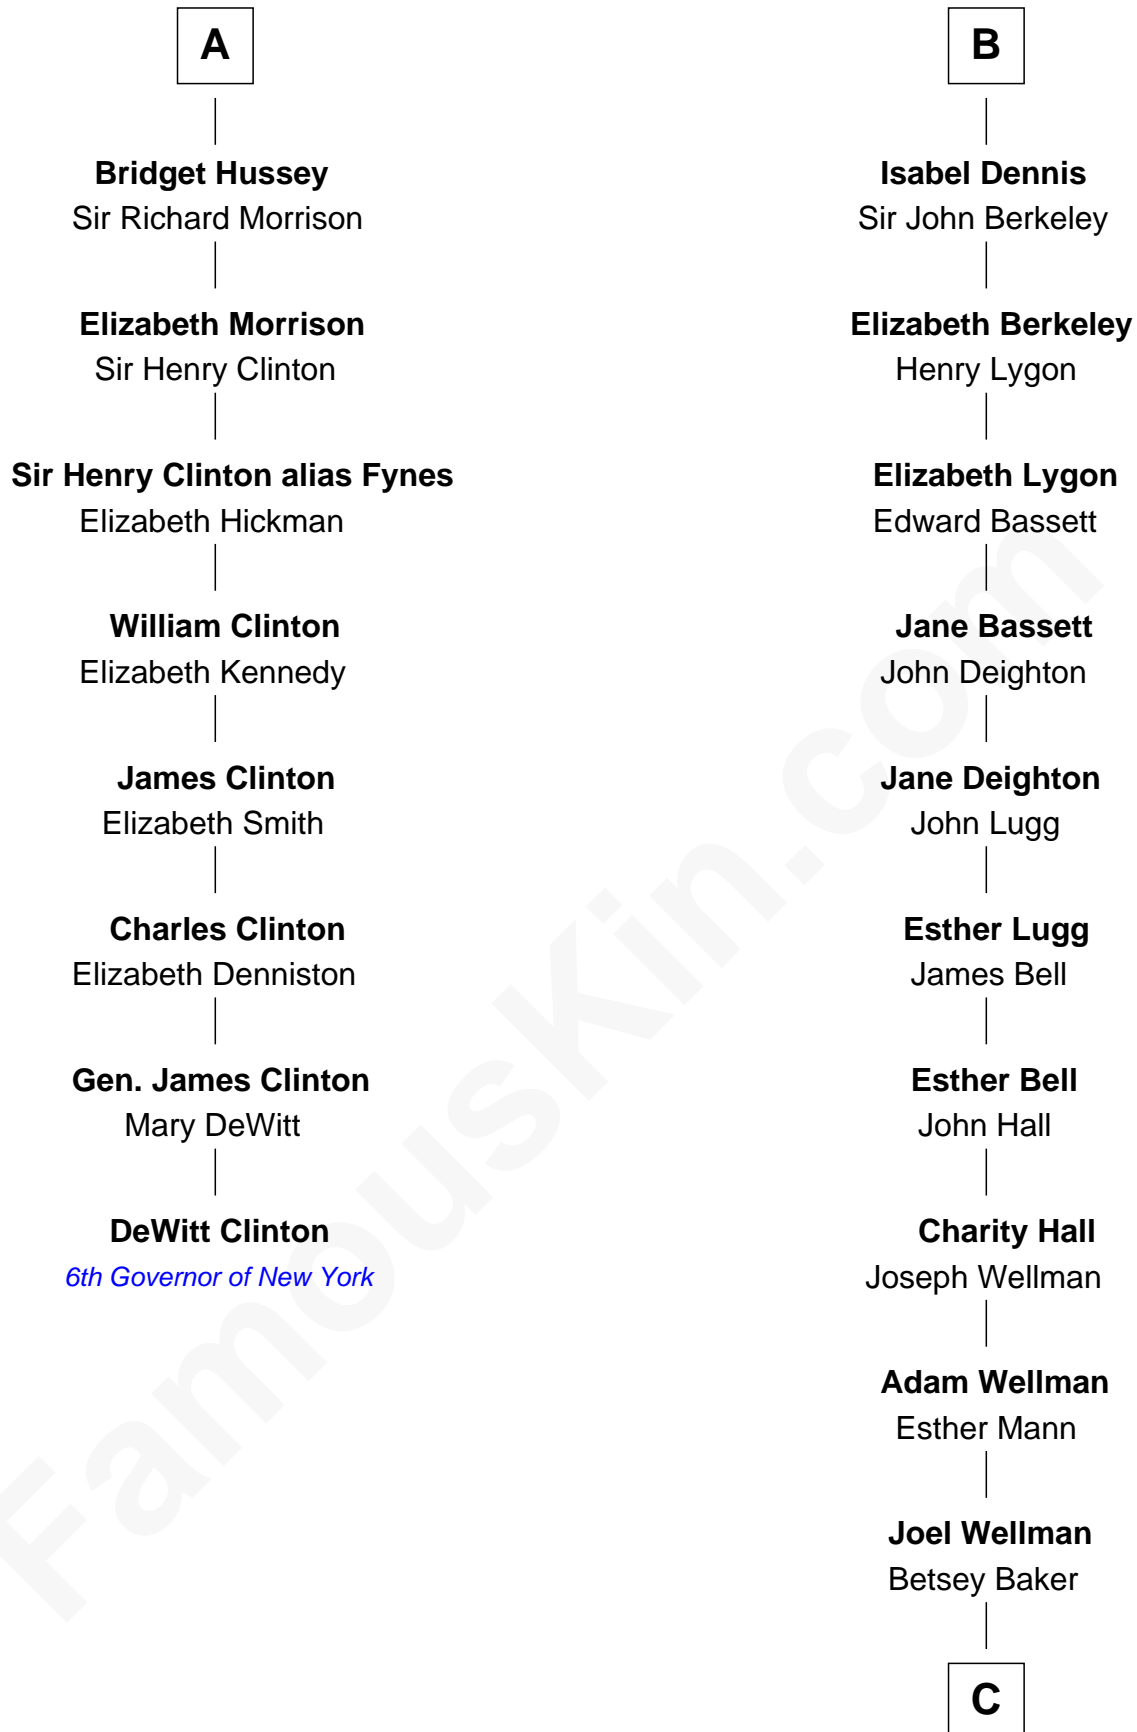 A
Bridget Hussey
Sir Richard Morrison
Elizabeth Morrison
Sir Henry Clinton
Sir Henry Clinton alias Fynes
Elizabeth Hickman
William Clinton
Elizabeth Kennedy
James Clinton
Elizabeth Smith
Charles Clinton
Elizabeth Denniston
Gen. James Clinton
Mary DeWitt
DeWitt Clinton
6th Governor of New York
B
Isabel Dennis
Sir John Berkeley
Elizabeth Berkeley
Henry Lygon
Elizabeth Lygon
Edward Bassett
Jane Bassett
John Deighton
Jane Deighton
John Lugg
Esther Lugg
James Bell
Esther Bell
John Hall
Charity Hall
Joseph Wellman
Adam Wellman
Esther Mann
Joel Wellman
Betsey Baker
C
FamousKin.com